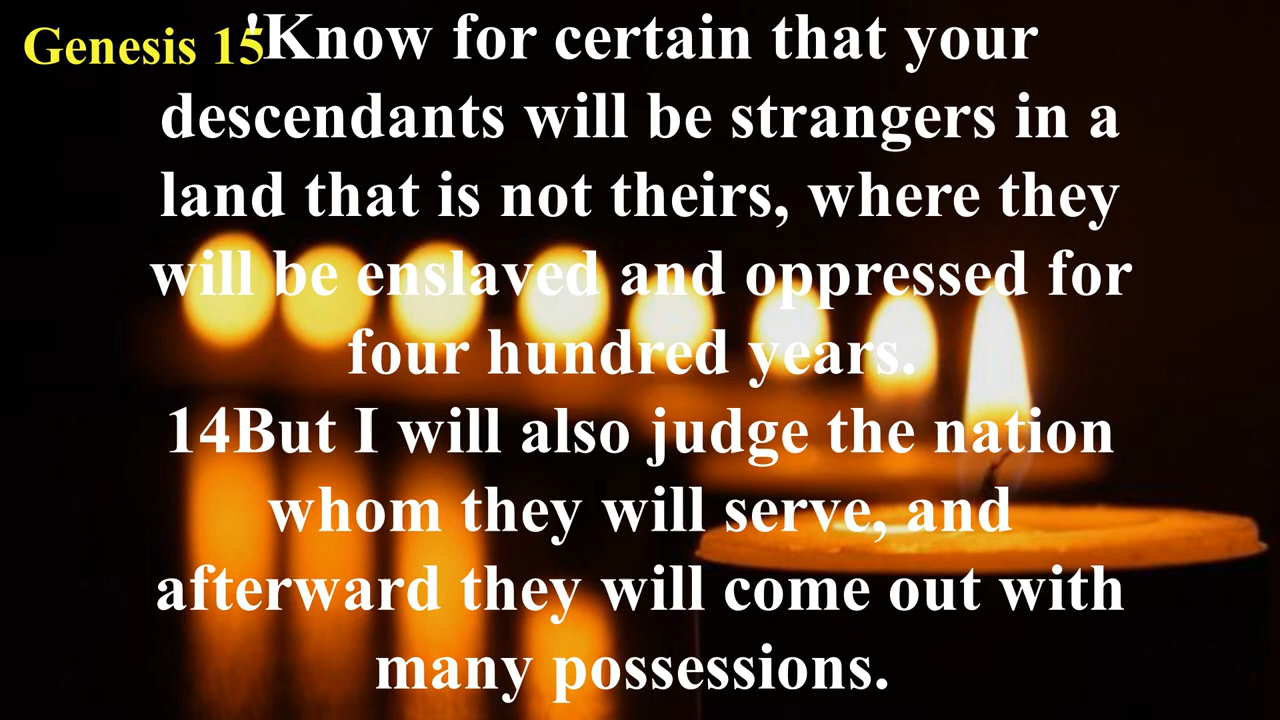 Genesis 15
"Know for certain that your
descendants will be strangers in a
land that is not theirs, where they
will be enslaved and oppressed for
four hundred years.
14But I will also judge the nation
whom they will serve, and
afterward they will come out with
many possessions.